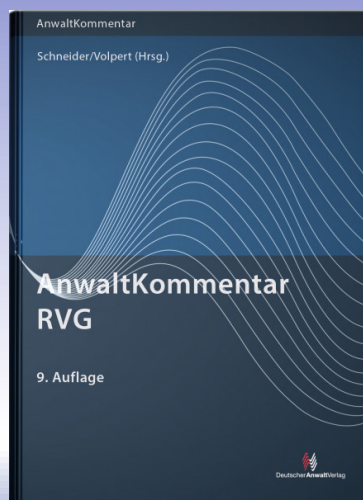 AnwaltKommentar
Schneider/Volpert (Hrsg.)
AnwaltKommentar
RVG
9. Auflage
DeutscherAnwaltVerlag